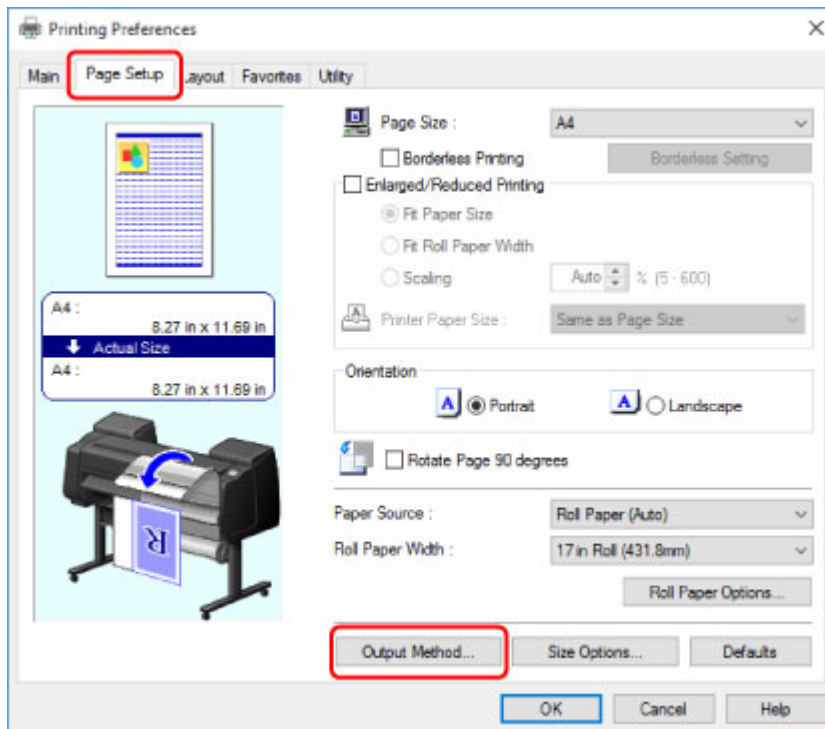 Printing Preferences
Main Page Setup ayout Favorites Utility
Page Size : A4
Borderless Printing Borderless Setting
Enlarged/Reduced Printing
Fit Paper Size
Fit Roll Paper Width
Scaling Auto % (5 - 600)
Printer Paper Size : Same as Page Size
A4 :
8.27 in x 11.69 in
Actual Size
A4 :
8.27 in x 11.69 in
Orientation
A Portrait A Landscape
Rotate Page 90 degrees
Paper Source : Roll Paper (Auto)
Roll Paper Width : 17 in Roll (431.8mm)
R
Roll Paper Options...
Output Method... Size Options... Defaults
OK Cancel Help